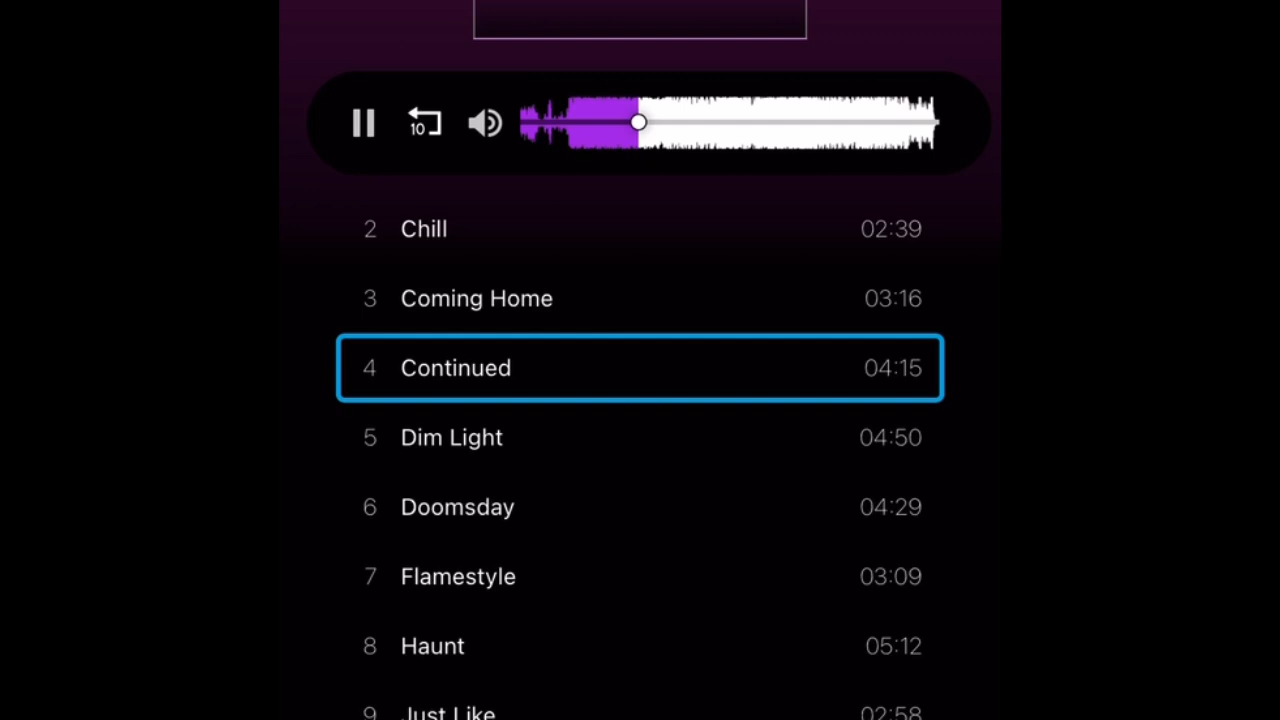 10
2 Chill 02:39
3 Coming Home 03:16
4 Continued 04:15
5 Dim Light 04:50
6 Doomsday 04:29
7 Flamestyle 03:09
8 Haunt 05:12
9 Just Like 02:58